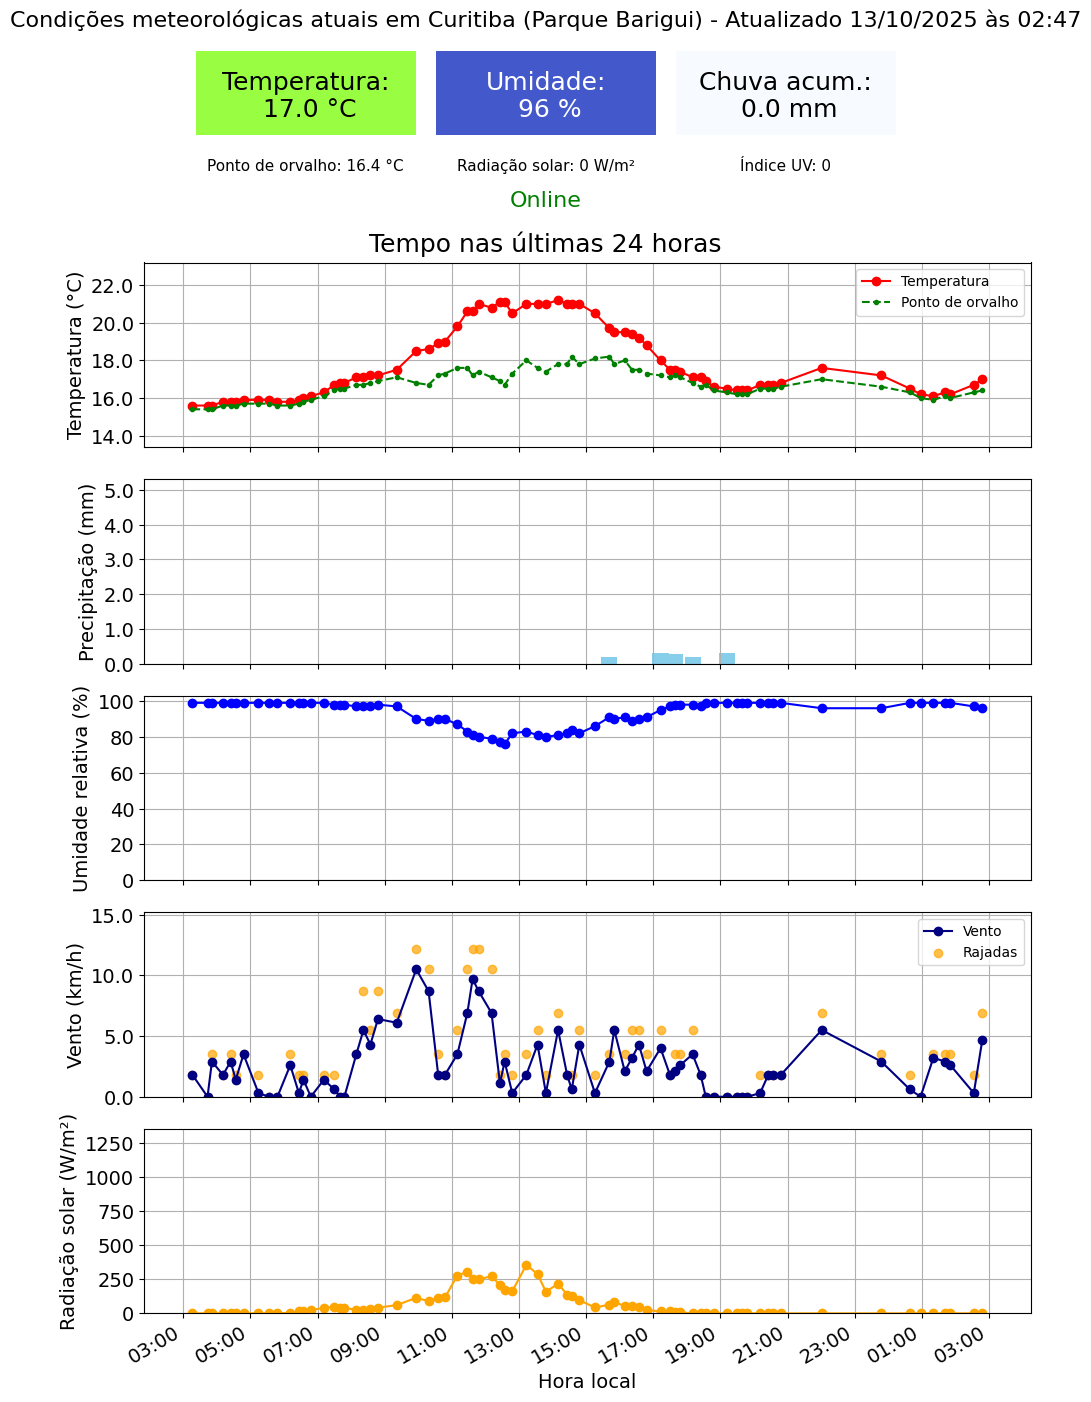 Condições meteorológicas atuais em Curitiba (Parque Barigui) - Atualizado 13/10/2025 às 02:47
Temperatura:
17.0 °C
Umidade:
96 %
Chuva acum.:
0.0 mm
Ponto de orvalho: 16.4 °C
Radiação solar: 0 W/m²
Índice UV: 0
Online
Tempo nas últimas 24 horas
Temperatura (°C)
22.0
20.0
18.0
16.0
14.0
Temperatura
Ponto de orvalho
Precipitação (mm)
5.0
4.0
3.0
2.0
1.0
0.0
Umidade relativa (%)
100
80
60
40
20
0
Vento (km/h)
15.0
10.0
5.0
0.0
Vento
Rajadas
Radiação solar (W/m²)
1250
1000
750
500
250
0
03:00
05:00
07:00
09:00
11:00
13:00
15:00
17:00
19:00
21:00
23:00
01:00
03:00
Hora local